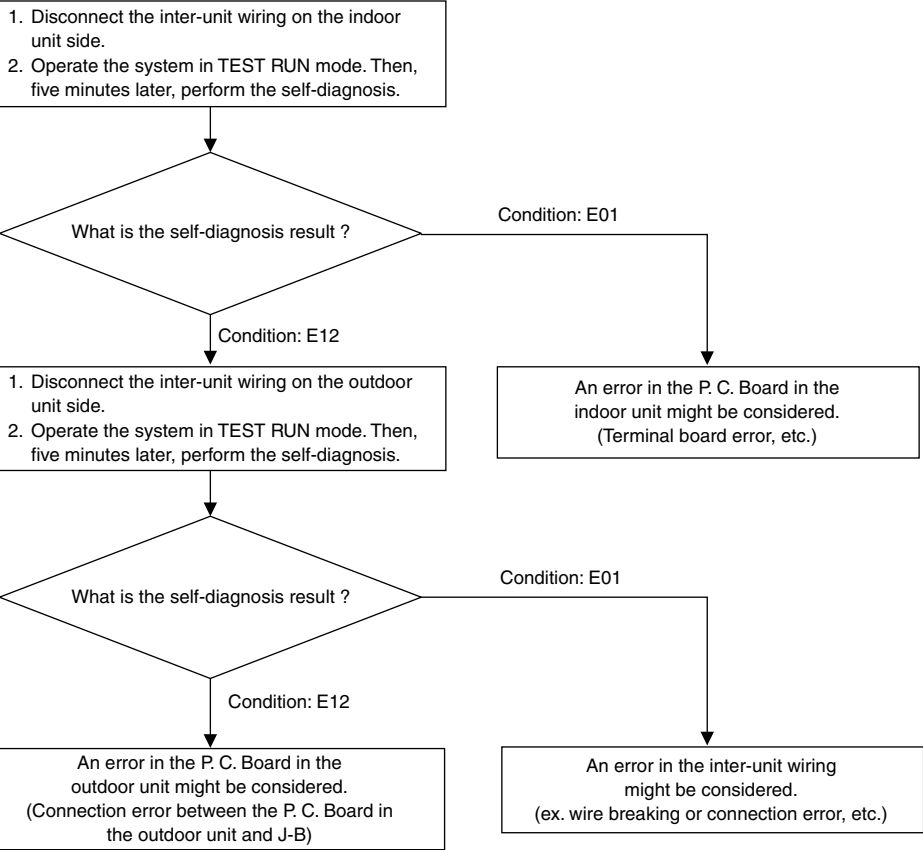 1. Disconnect the inter-unit wiring on the indoor
unit side.
2. Operate the system in TEST RUN mode. Then,
five minutes later, perform the self-diagnosis.
What is the self-diagnosis result ?
Condition: E01
Condition: E12
1. Disconnect the inter-unit wiring on the outdoor
unit side.
2. Operate the system in TEST RUN mode. Then,
five minutes later, perform the self-diagnosis.
An error in the P. C. Board in the
indoor unit might be considered.
(Terminal board error, etc.)
What is the self-diagnosis result ?
Condition: E01
Condition: E12
An error in the P. C. Board in the
outdoor unit might be considered.
(Connection error between the P. C. Board in
the outdoor unit and J-B)
An error in the inter-unit wiring
might be considered.
(ex. wire breaking or connection error, etc.)